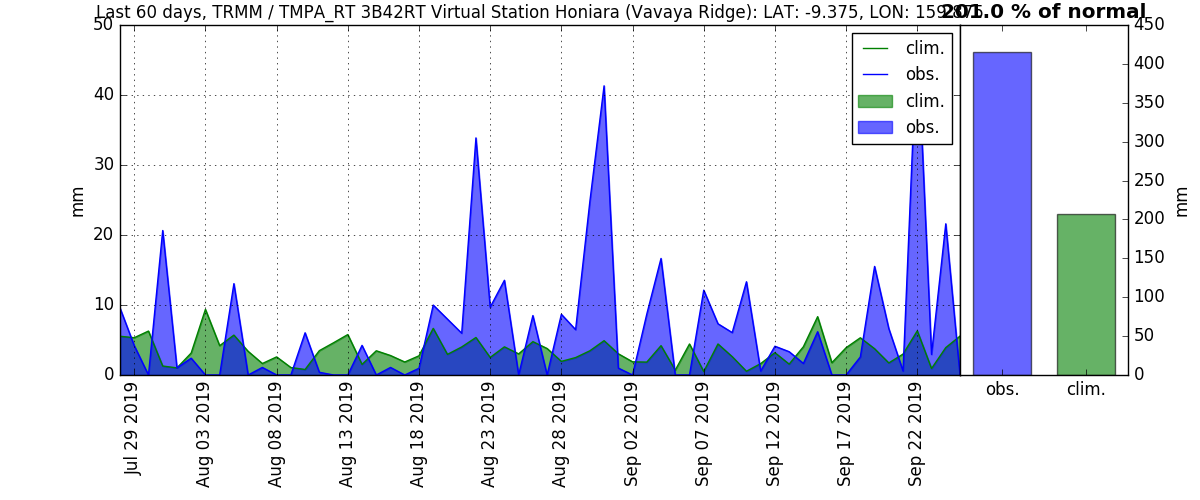 Last 60 days, TRMM / TMPA_RT 3B42RT Virtual Station Honiara (Vavaya Ridge): LAT: -9.375, LON:
201.0 % of normal
50
40
30
20
10
0
mm
clim.
obs.
clim.
obs.
Jul 29 2019
Aug 03 2019
Aug 08 2019
Aug 13 2019
Aug 18 2019
Aug 23 2019
Aug 28 2019
Sep 02 2019
Sep 07 2019
Sep 12 2019
Sep 17 2019
Sep 22 2019
450
400
350
300
250
200
150
100
50
0
mm
obs.
clim.